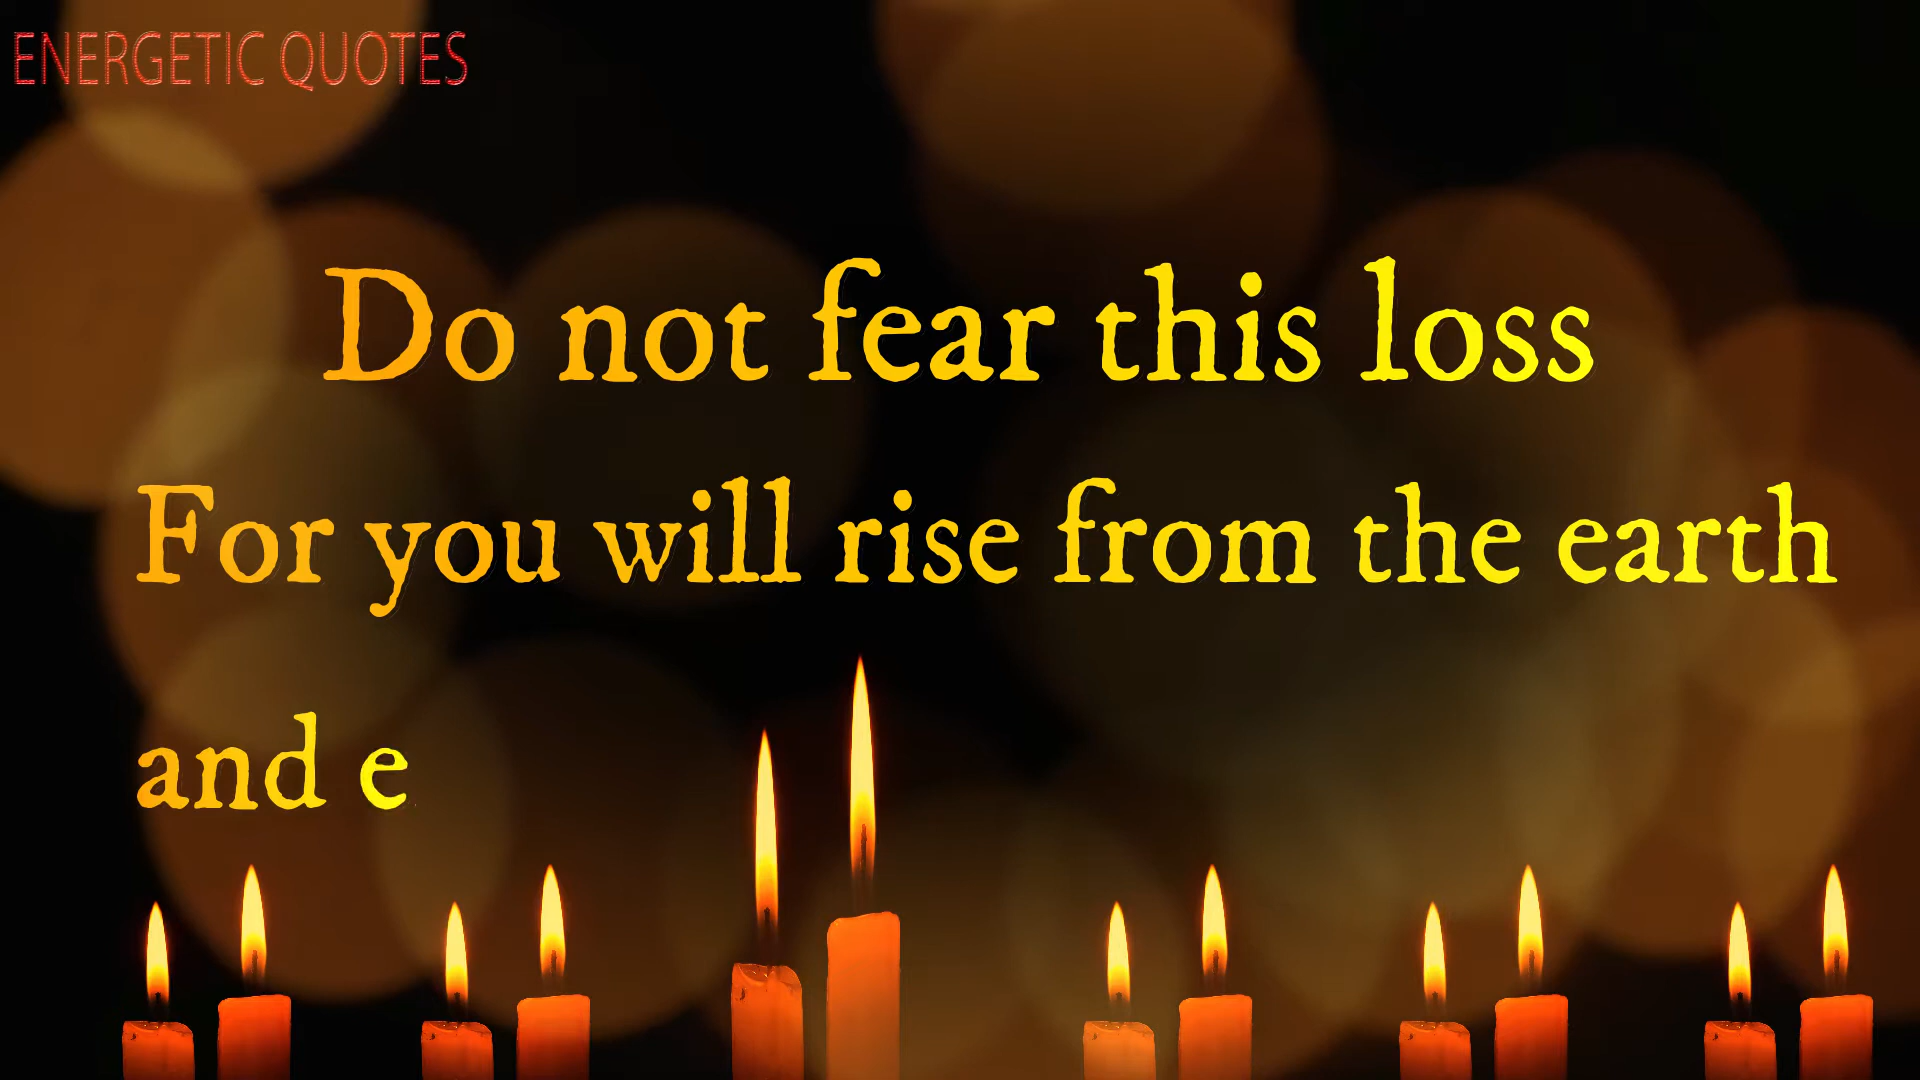 ENERGETIC QUOTES
Do not fear this loss
For you will rise from the earth
and e